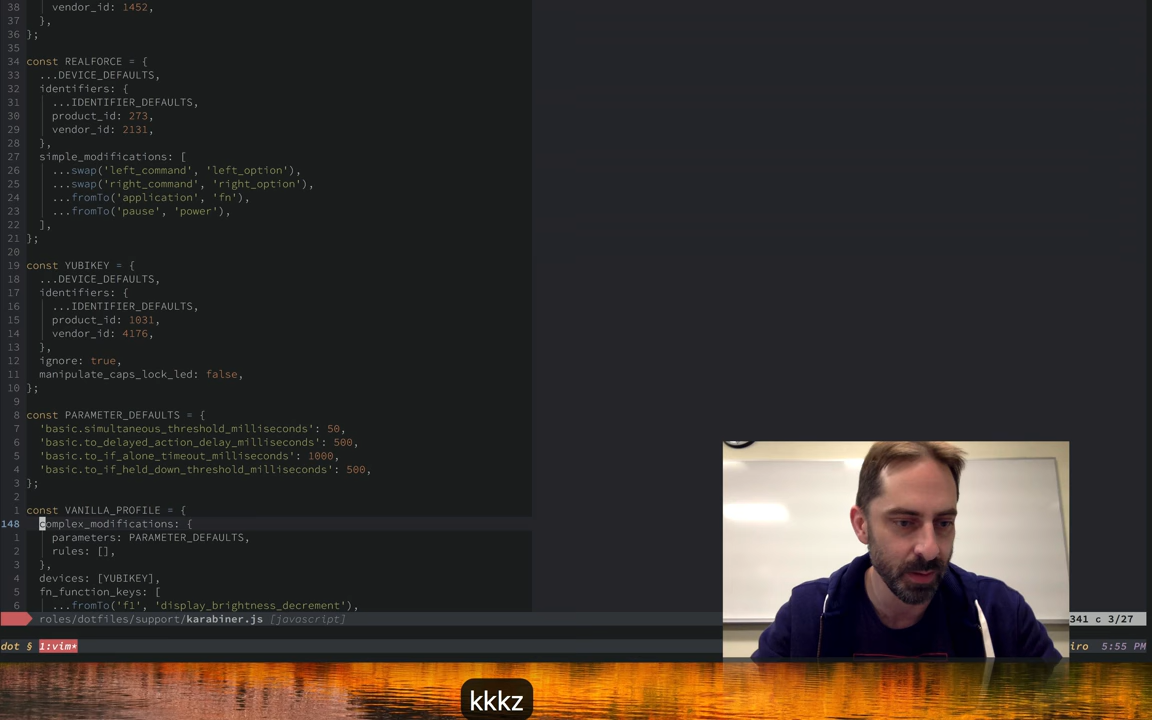 38     vendor_id: 1452,
37   },
36 };
35
34 const REALFORCE = {
33   ...DEVICE_DEFAULTS,
32   identifiers: {
31     ...IDENTIFIER_DEFAULTS,
30     product_id: 273,
29     vendor_id: 2131,
28   },
27   simple_modifications: [
26     ...swap('left_command', 'left_option'),
25     ...swap('right_command', 'right_option'),
24     ...fromTo('application', 'fn'),
23     ...fromTo('pause', 'power'),
22   ],
21 };
20
19 const YUBIKEY = {
18   ...DEVICE_DEFAULTS,
17   identifiers: {
16     ...IDENTIFIER_DEFAULTS,
15     product_id: 1031,
14     vendor_id: 4176,
13   },
12   ignore: true,
11   manipulate_caps_lock_led: false,
10 };
9
8 const PARAMETER_DEFAULTS = {
7   'basic.simultaneous_threshold_milliseconds': 50,
6   'basic.to_delayed_action_delay_milliseconds': 500,
5   'basic.to_if_alone_timeout_milliseconds': 1000,
4   'basic.to_if_held_down_threshold_milliseconds': 500,
3 };
2
1 const VANILLA_PROFILE = {
148   complex_modifications: {
1     parameters: PARAMETER_DEFAULTS,
2     rules: [],
3   },
4   devices: [YUBIKEY],
5   fn_function_keys: [
6     ...fromTo('f1', 'display_brightness_decrement'),
roles/dotfiles/support/karabiner.js [javascript] 341 c 3/27
dot § 1:vim* iro 5:55 PM
kkkz